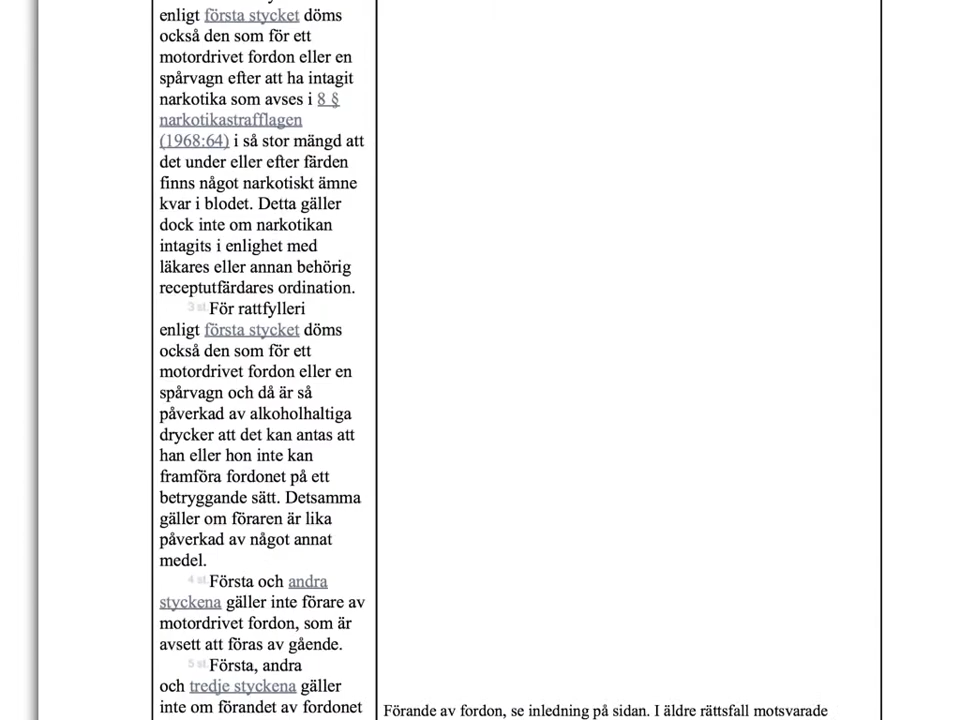 enligt första stycket döms
också den som för ett
motordrivet fordon eller en
spårvagn efter att ha intagit
narkotika som avses i 8 §
narkotikastrafflagen
(1968:64) i så stor mängd att
det under eller efter färden
finns något narkotiskt ämne
kvar i blodet. Detta gäller
dock inte om narkotikan
intagits i enlighet med
läkares eller annan behörig
receptutfärdares ordination.
3 st För rattfylleri
enligt första stycket döms
också den som för ett
motordrivet fordon eller en
spårvagn och då är så
påverkad av alkoholhaltiga
drycker att det kan antas att
han eller hon inte kan
framföra fordonet på ett
betryggande sätt. Detsamma
gäller om föraren är lika
påverkad av något annat
medel.
4 st Första och andra
styckena gäller inte förare av
motordrivet fordon, som är
avsett att föras av gående.
5 st Första, andra
och tredje styckena gäller
inte om förandet av fordonet
Förande av fordon, se inledning på sidan. I äldre rättsfall motsvarade